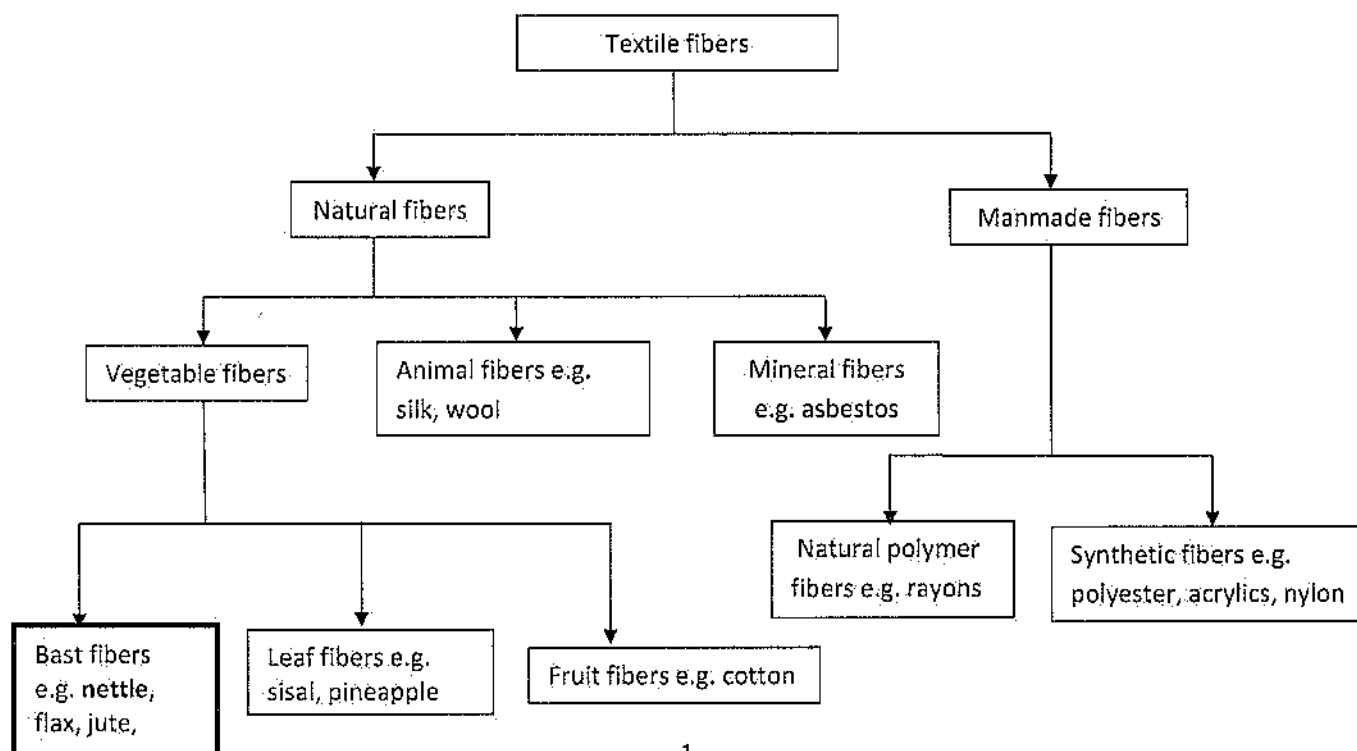 Textile fibers
Natural fibers
Manmade fibers
Vegetable fibers
Animal fibers e.g.
silk, wool
Mineral fibers
e.g. asbestos
Natural polymer
fibers e.g. rayons
Synthetic fibers e.g.
polyester, acrylics, nylon
Bast fibers
e.g. nettle,
flax, jute,
Leaf fibers e.g.
sisal, pineapple
Fruit fibers e.g. cotton
1